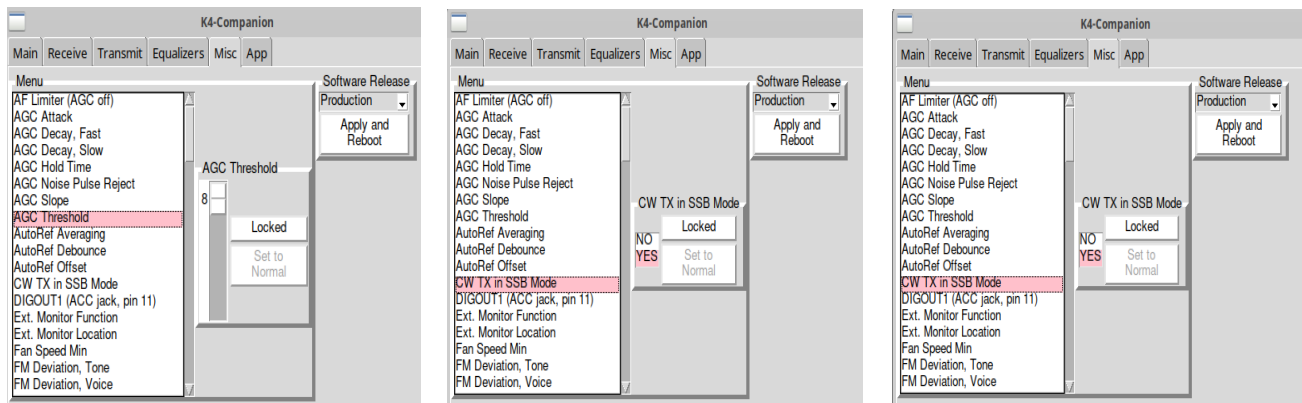 K4-Companion
Main Receive Transmit Equalizers Misc App
Menu
AF Limiter (AGC off)
AGC Attack
AGC Decay, Fast
AGC Decay, Slow
AGC Hold Time
AGC Noise Pulse Reject
AGC Slope
AGC Threshold
AutoRef Averaging
AutoRef Debounce
AutoRef Offset
CW TX in SSB Mode
DIGOUT1 (ACC jack, pin 11)
Ext. Monitor Function
Ext. Monitor Location
Fan Speed Min
FM Deviation, Tone
FM Deviation, Voice
AGC Threshold
8
Locked
Set to
Normal
Software Release
Production
Apply and
Reboot
K4-Companion
Main Receive Transmit Equalizers Misc App
Menu
AF Limiter (AGC off)
AGC Attack
AGC Decay, Fast
AGC Decay, Slow
AGC Hold Time
AGC Noise Pulse Reject
AGC Slope
AGC Threshold
AutoRef Averaging
AutoRef Debounce
AutoRef Offset
CW TX in SSB Mode
DIGOUT1 (ACC jack, pin 11)
Ext. Monitor Function
Ext. Monitor Location
Fan Speed Min
FM Deviation, Tone
FM Deviation, Voice
CW TX in SSB Mode
NO
YES
Locked
Set to
Normal
Software Release
Production
Apply and
Reboot
K4-Companion
Main Receive Transmit Equalizers Misc App
Menu
AF Limiter (AGC off)
AGC Attack
AGC Decay, Fast
AGC Decay, Slow
AGC Hold Time
AGC Noise Pulse Reject
AGC Slope
AGC Threshold
AutoRef Averaging
AutoRef Debounce
AutoRef Offset
CW TX in SSB Mode
DIGOUT1 (ACC jack, pin 11)
Ext. Monitor Function
Ext. Monitor Location
Fan Speed Min
FM Deviation, Tone
FM Deviation, Voice
CW TX in SSB Mode
NO
YES
Locked
Set to
Normal
Software Release
Production
Apply and
Reboot